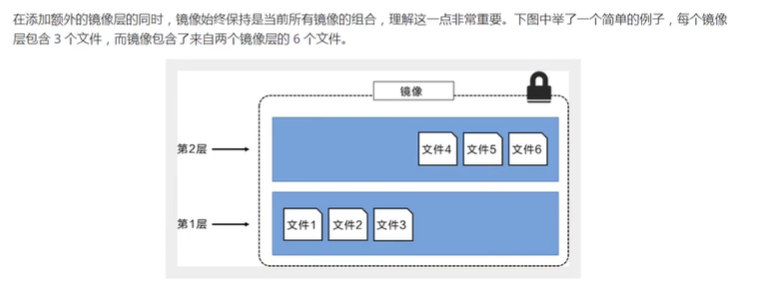 在添加额外的镜像层的同时，镜像始终保持是当前所有镜像的组合，理解这一点非常重要。下图中举了一个简单的例子，每个镜像
层包含 3 个文件，而镜像包含了来自两个镜像层的 6 个文件。
镜像
第2层
文件4 文件5 文件6
第1层
文件1 文件2 文件3